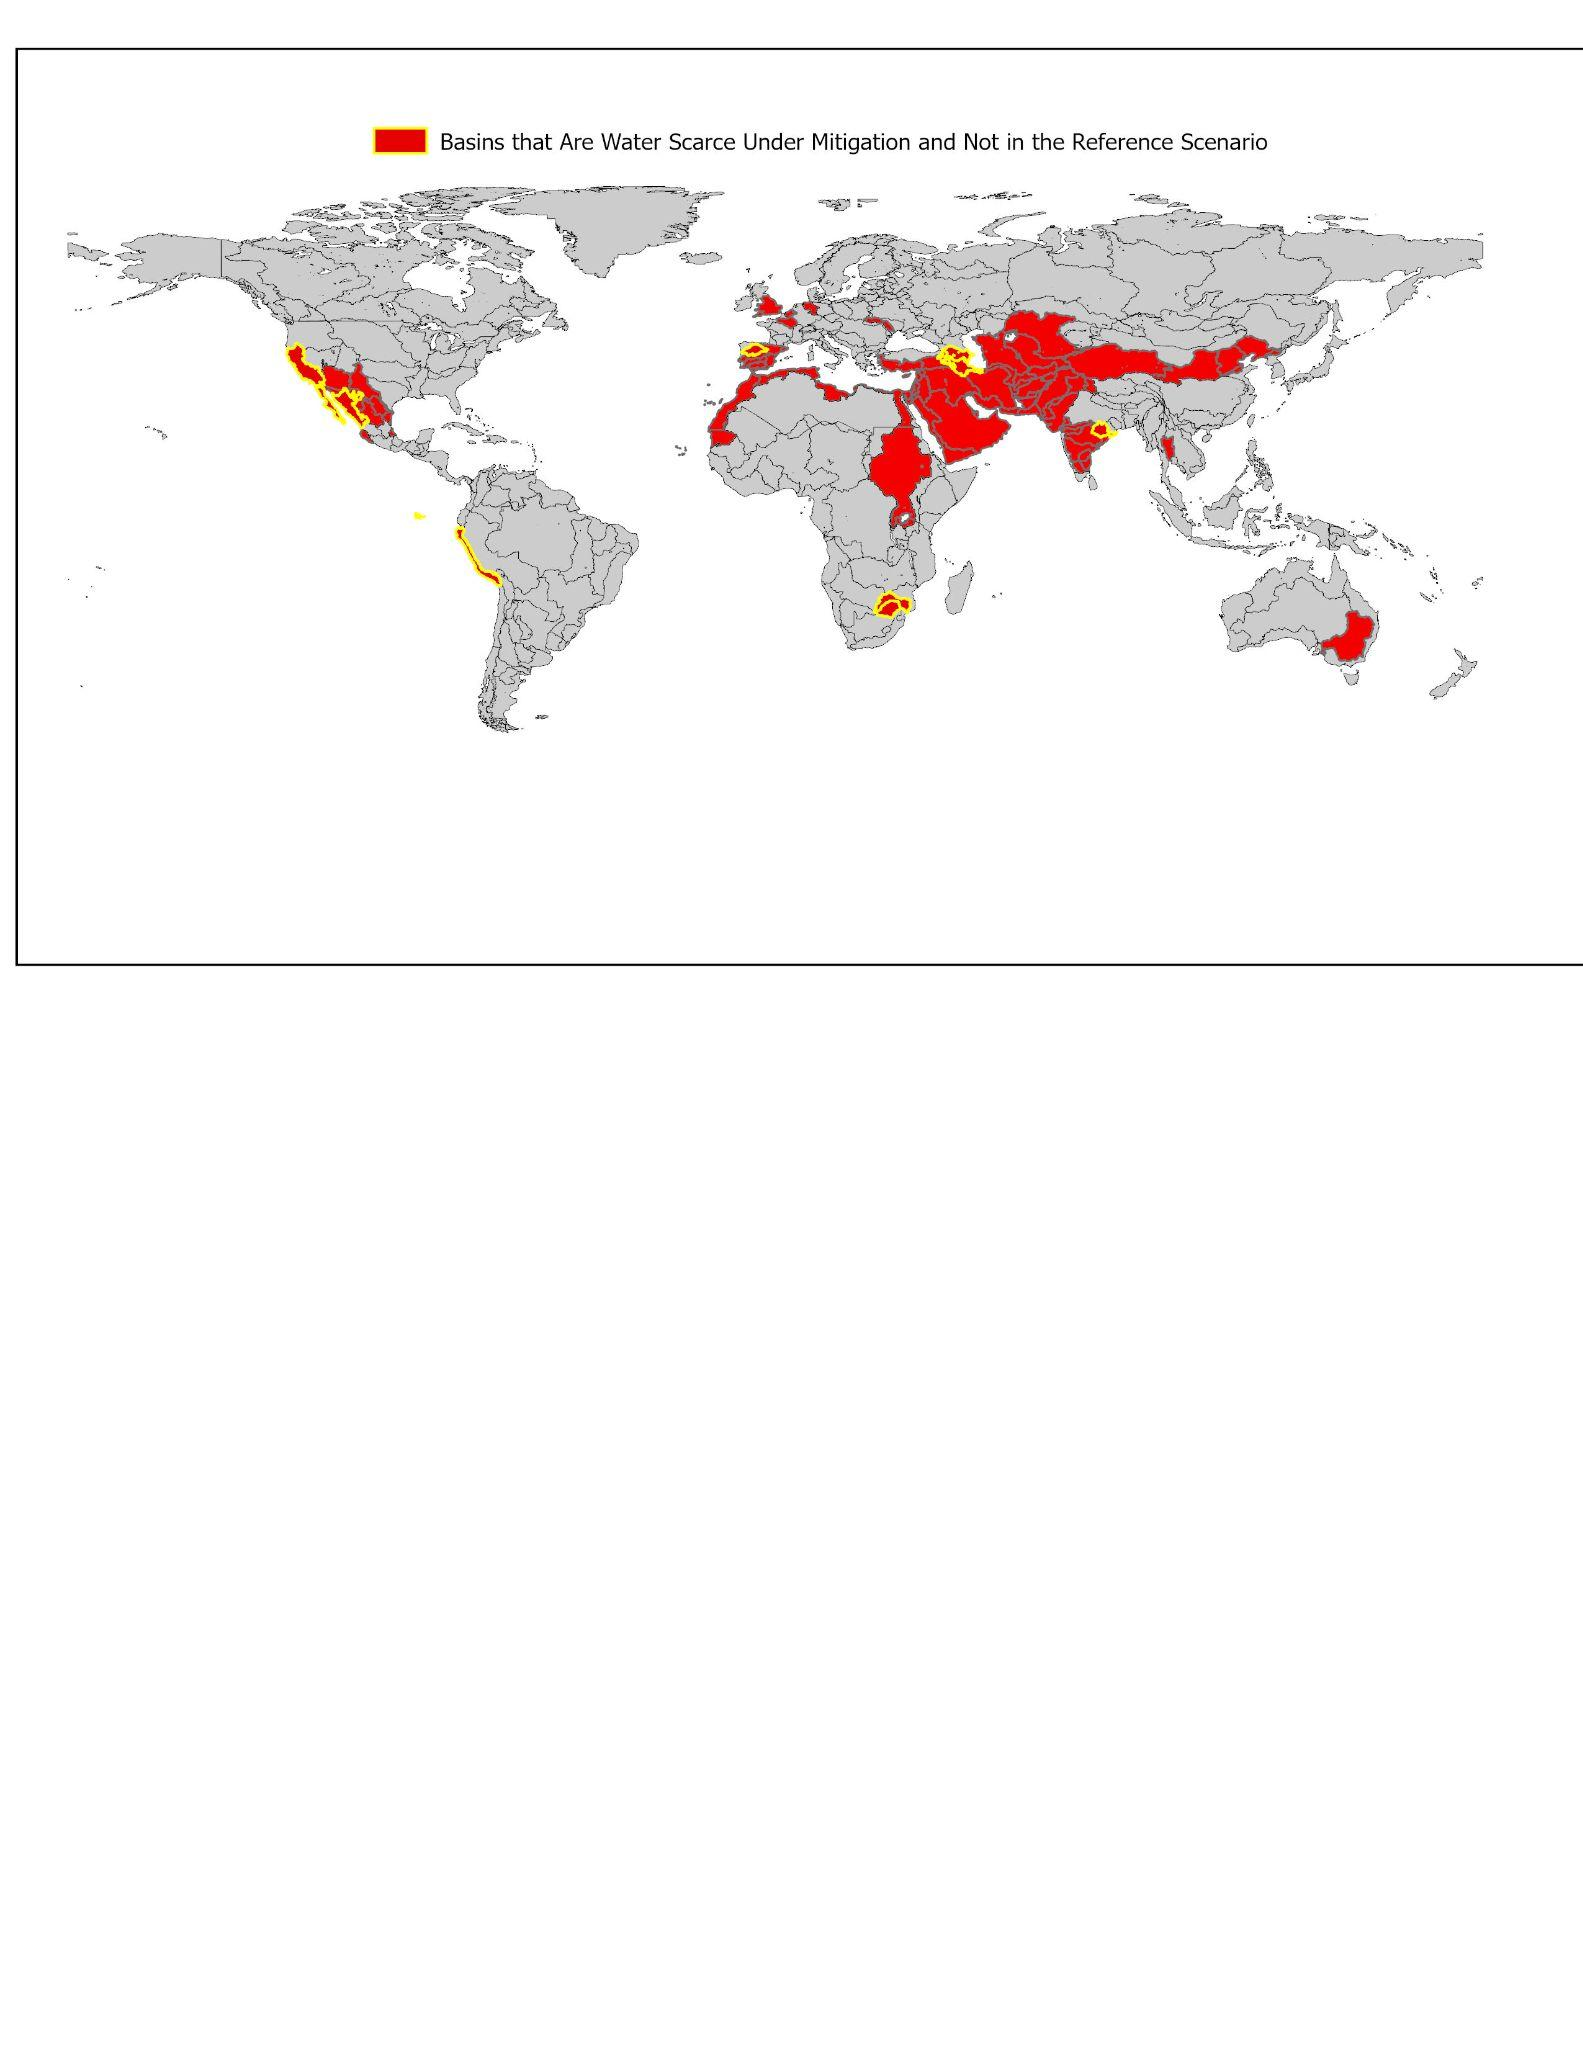 Basins that Are Water Scarce Under Mitigation and Not in the Reference Scenario